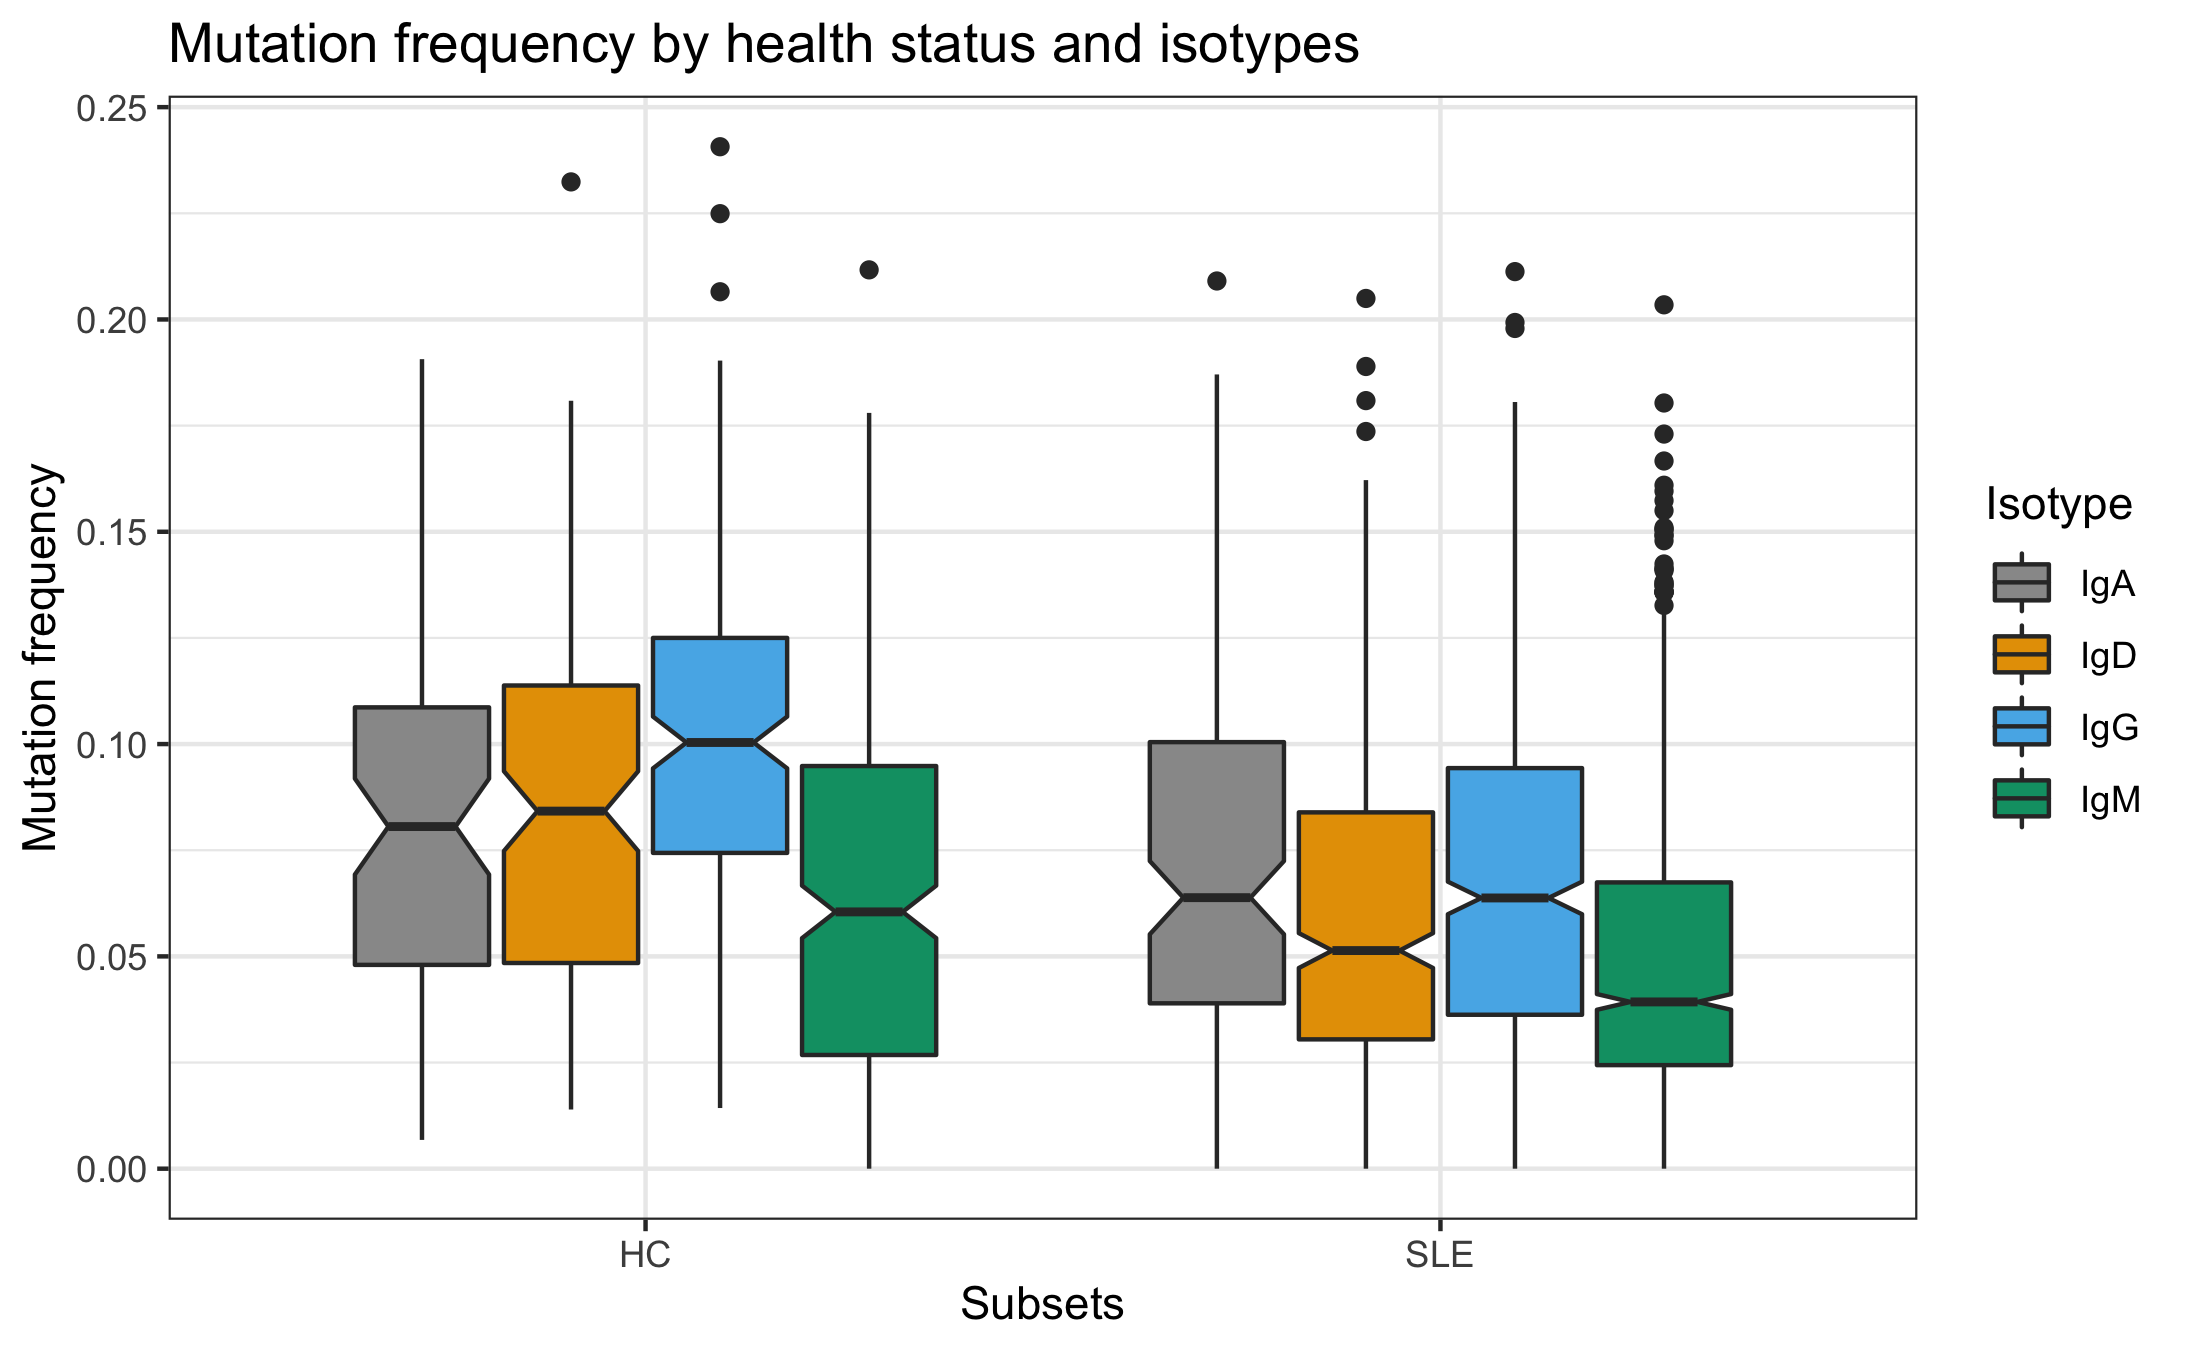 Mutation frequency by health status and isotypes
0.25
0.20
0.15
0.10
0.05
0.00
Mutation frequency
HC
SLE
Subsets
Isotype
IgA
IgD
IgG
IgM